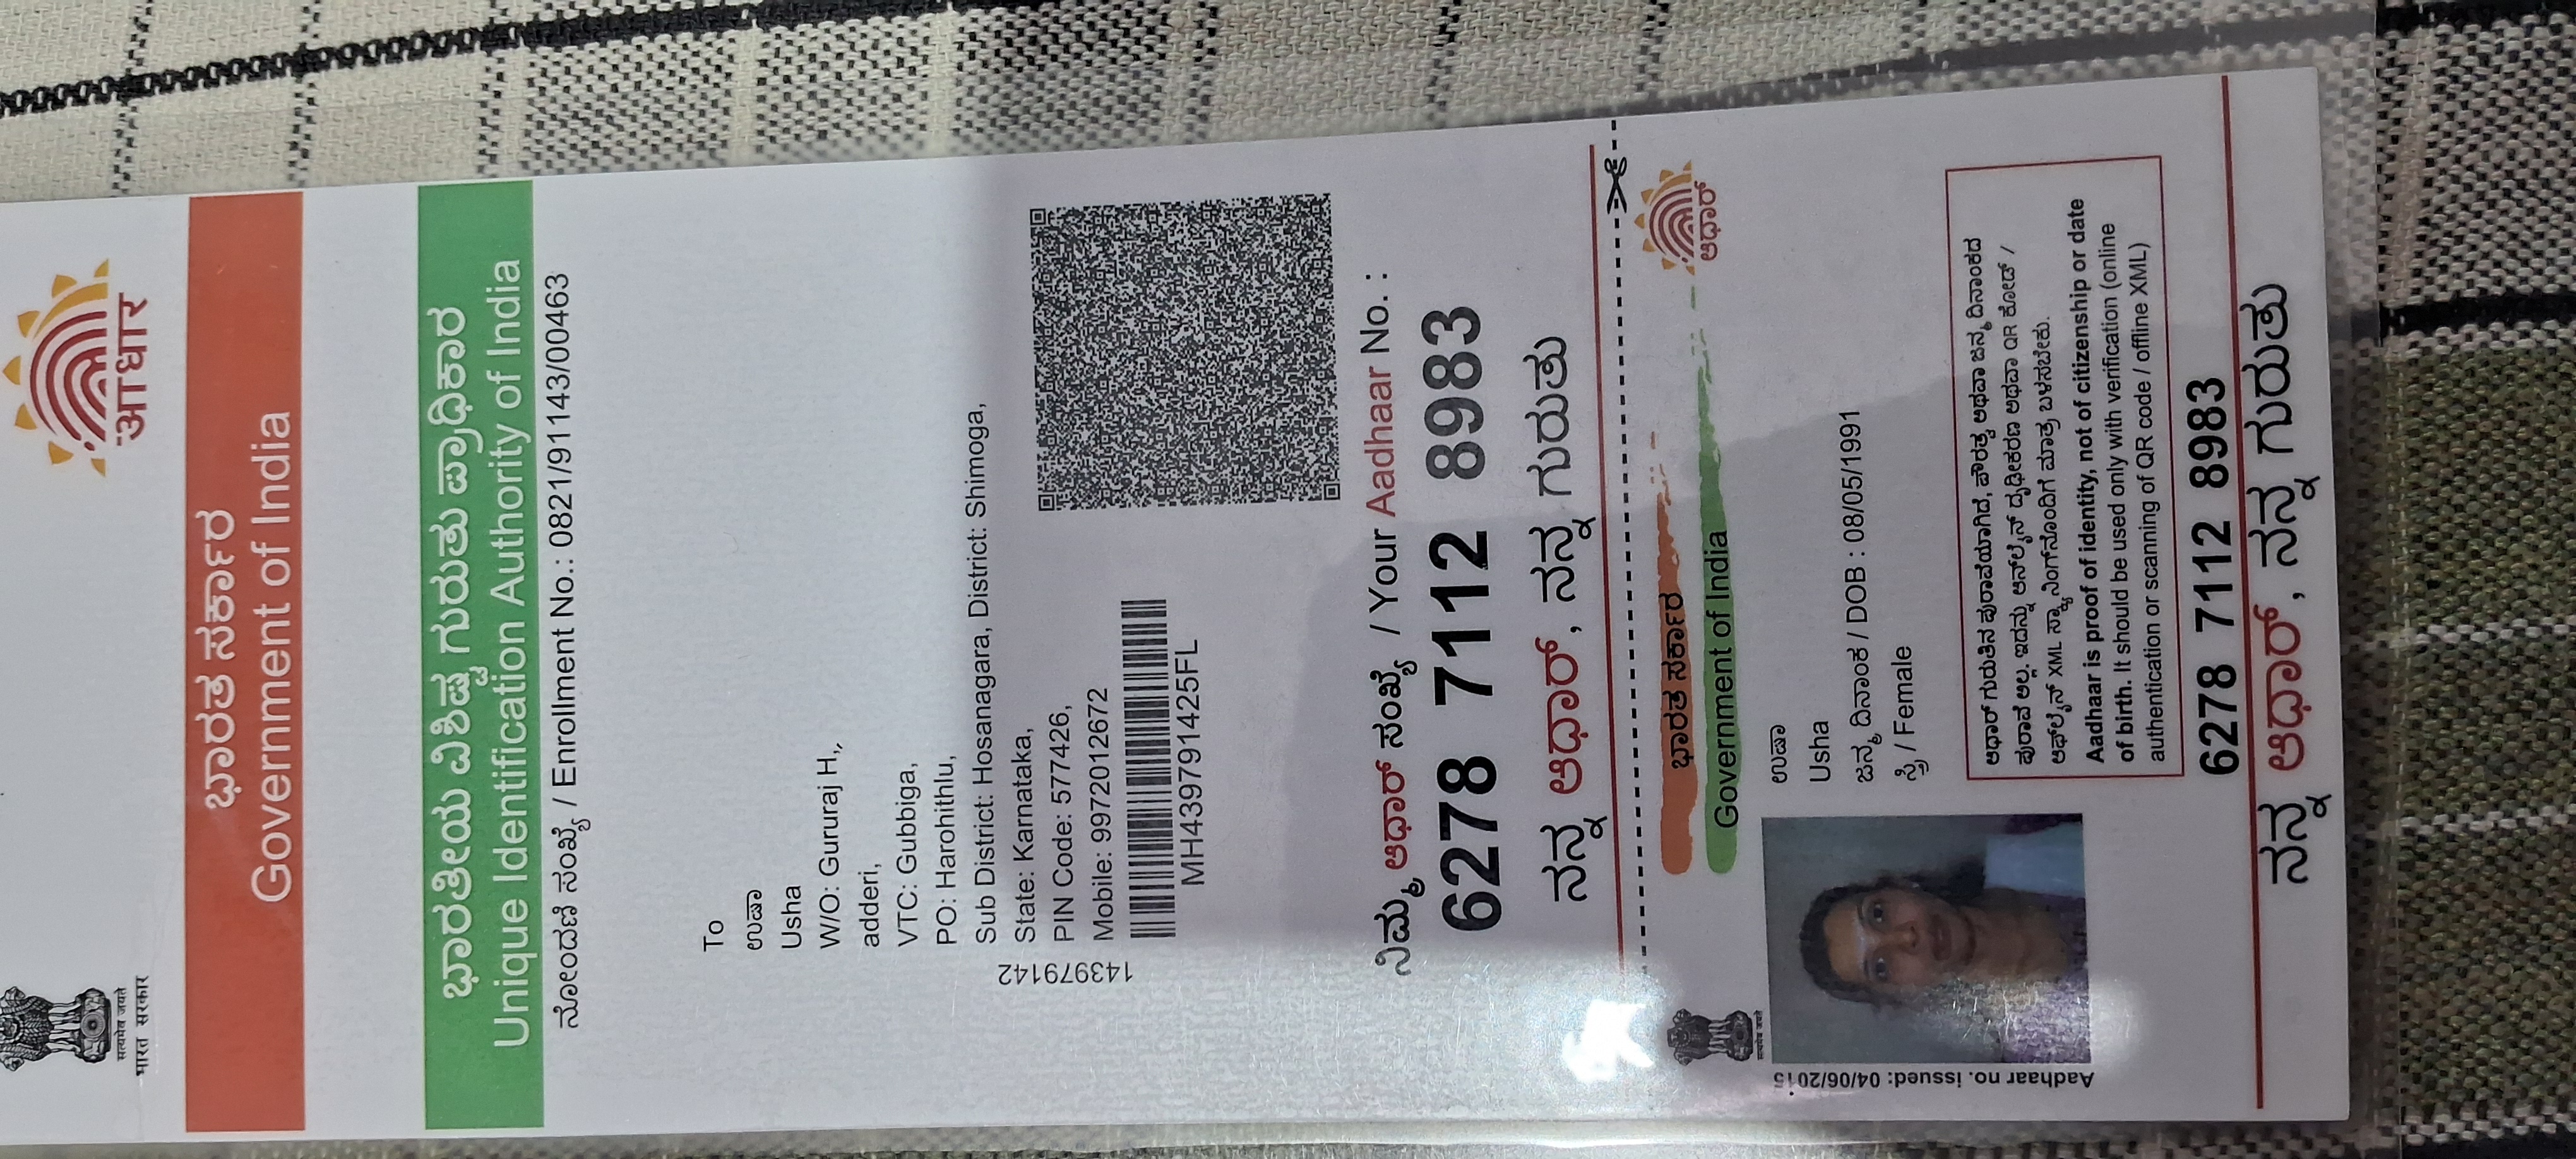 सत्यमेव जयते
भारत सरकार
आधार
ಭಾರತ ಸರ್ಕಾರ
Government of India
ಭಾರತೀಯ ವಿಶಿಷ್ಟ ಗುರುತು ಪ್ರಾಧಿಕಾರ
Unique Identification Authority of India
ನೋಂದಣಿ ಸಂಖ್ಯೆ / Enrollment No.: 0821/91143/00463
To
ಉಷಾ
Usha
W/O: Gururaj H,,
adderi,
VTC: Gubbiga,
PO: Harohithlu,
Sub District: Hosanagara, District: Shimoga,
State: Karnataka,
PIN Code: 577426,
Mobile: 9972012672
143979142
MH439791425FL
ನಿಮ್ಮ ಆಧಾರ್ ಸಂಖ್ಯೆ / Your Aadhaar No. :
6278 7112 8983
ನನ್ನ ಆಧಾರ್, ನನ್ನ ಗುರುತು
सत्यमेव जयते
ಭಾರತ ಸರ್ಕಾರ
Government of India
ಆಧಾರ್
Aadhaar no. issued: 04/06/2015
ಉಷಾ
Usha
ಜನ್ಮ ದಿನಾಂಕ / DOB : 08/05/1991
ಸ್ತ್ರೀ / Female
ಆಧಾರ್ ಗುರುತಿನ ಪುರಾವೆಯಾಗಿದೆ, ಪೌರತ್ವ ಅಥವಾ ಜನ್ಮ ದಿನಾಂಕದ
ಪುರಾವೆ ಅಲ್ಲ. ಇದನ್ನು ಆನ್‌ಲೈನ್ ದೃಢೀಕರಣ ಅಥವಾ QR ಕೋಡ್ /
ಆಫ್‌ಲೈನ್ XML ಸ್ಕ್ಯಾನಿಂಗ್‌ನೊಂದಿಗೆ ಮಾತ್ರ ಬಳಸಬೇಕು.
Aadhaar is proof of identity, not of citizenship or date
of birth. It should be used only with verification (online
authentication or scanning of QR code / offline XML)
6278 7112 8983
ನನ್ನ ಆಧಾರ್, ನನ್ನ ಗುರುತು